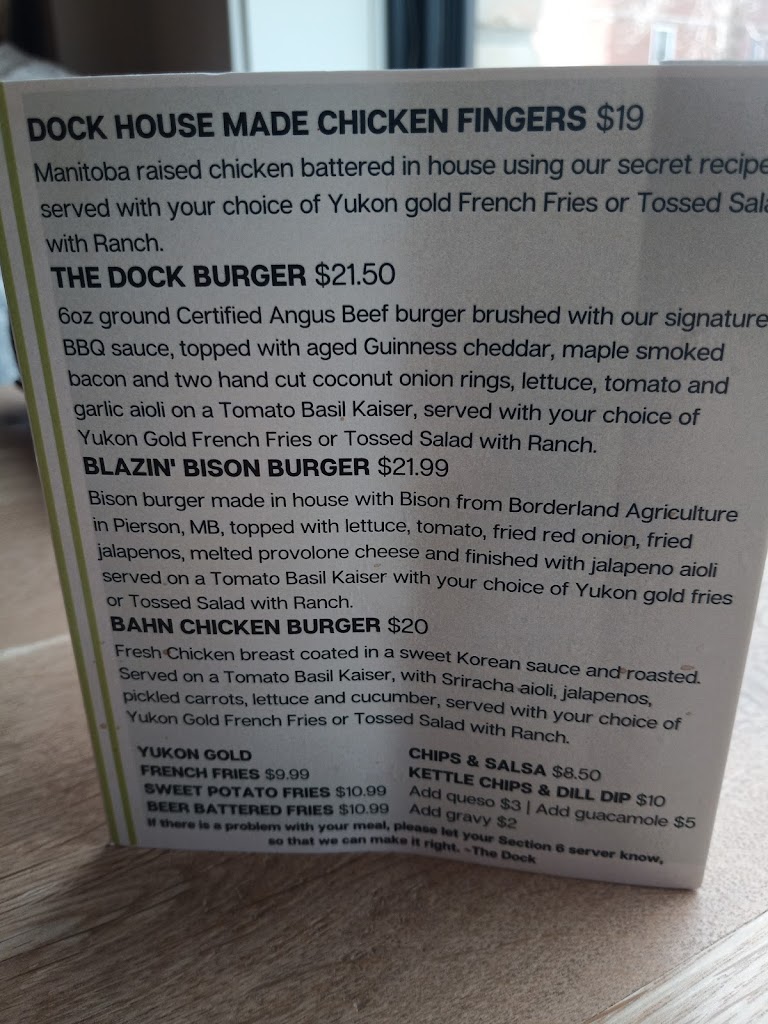 DOCK HOUSE MADE CHICKEN FINGERS $19
Manitoba raised chicken battered in house using our secret recipe
served with your choice of Yukon gold French Fries or Tossed
with Ranch.
THE DOCK BURGER $21.50
6oz ground Certified Angus Beef burger brushed with our signature
BBQ sauce, topped with aged Guinness cheddar, maple smoked
bacon and two hand cut coconut onion rings, lettuce, tomato and
garlic aioli on a Tomato Basil Kaiser, served with your choice of
Yukon Gold French Fries or Tossed Salad with Ranch.
BLAZIN' BISON BURGER $21.99
Bison burger made in house with Bison from Borderland Agriculture
in Pierson, MB, topped with lettuce, tomato, fried red onion, fried
jalapenos, melted provolone cheese and finished with jalapeno aioli
served on a Tomato Basil Kaiser with your choice of Yukon gold fries
or Tossed Salad with Ranch.
BAHN CHICKEN BURGER $20
Fresh Chicken breast coated in a sweet Korean sauce and roasted.
Served on a Tomato Basil Kaiser, with Sriracha aioli, jalapenos,
pickled carrots, lettuce and cucumber, served with your choice of
Yukon Gold French Fries or Tossed Salad with Ranch.
YUKON GOLD
FRENCH FRIES $9.99
SWEET POTATO FRIES $10.99
BEER BATTERED FRIES $10.99
CHIPS & SALSA $8.50
KETTLE CHIPS & DILL DIP $10
Add queso $3 | Add guacamole $5
Add gravy $2
If there is a problem with your meal, please let your Section 6 server know,
so that we can make it right. ~The Dock